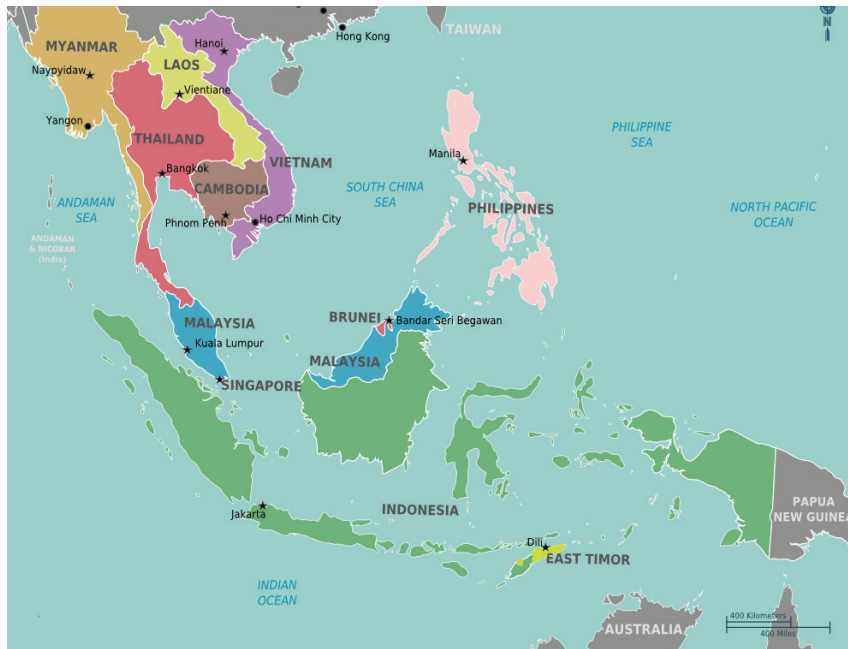 N
TAIWAN
Hong Kong
Hanoi
MYANMAR
LAOS
Naypyidaw
Vientiane
Yangon
THAILAND
PHILIPPINE
SEA
Manila
VIETNAM
Bangkok
CAMBODIA
SOUTH CHINA
SEA
ANDAMAN
SEA
PHILIPPINES
NORTH PACIFIC
OCEAN
Phnom Penh
Ho Chi Minh City
ANDAMAN
& NICOBAR
(India)
BRUNEI
Bandar Seri Begawan
MALAYSIA
Kuala Lumpur
MALAYSIA
SINGAPORE
INDONESIA
Jakarta
PAPUA
NEW GUINEA
Dili
EAST TIMOR
INDIAN
OCEAN
400 Kilometers
400 Miles
AUSTRALIA